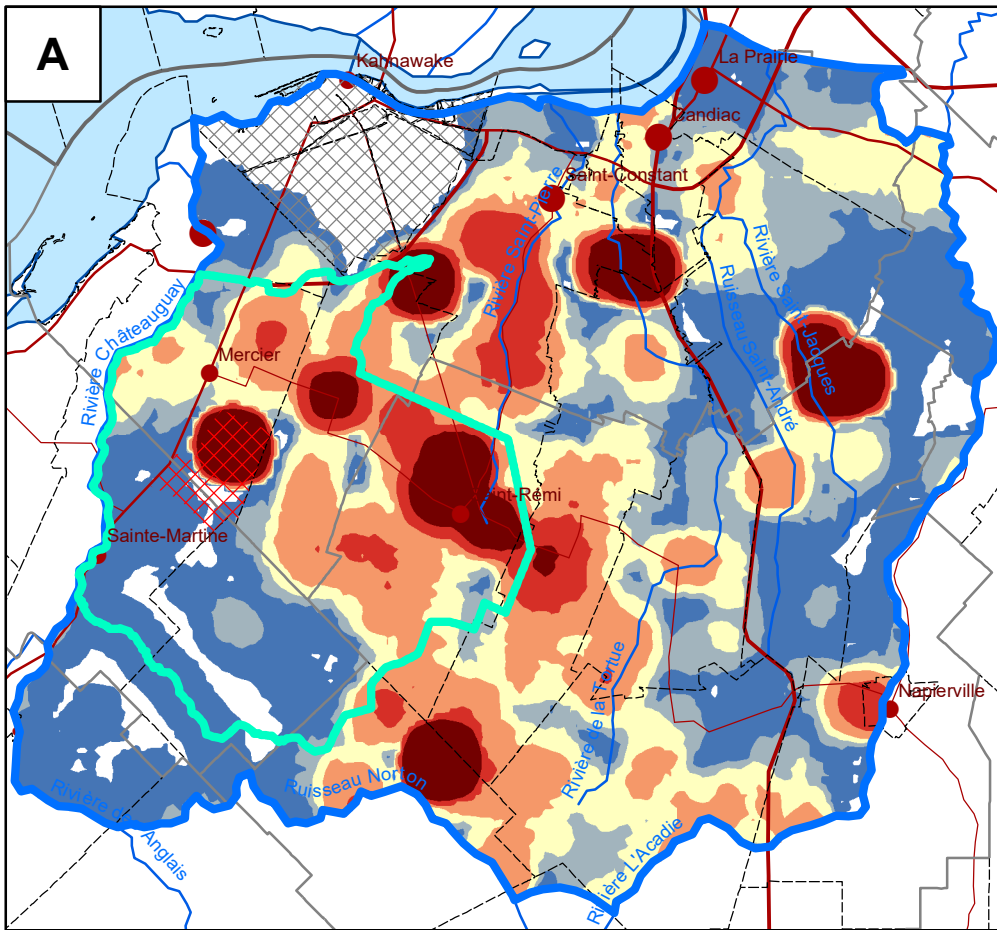 A
Kahnawake
La Prairie
Candiac
Saint-Constant
Rivière Saint-Pierre
Rivière Saint-Jacques
Ruisseau Saint-André
Rivière Châteauguay
Mercier
Saint-Rémi
Sainte-Martine
Napierville
Rivière de la Tortue
Ruisseau Norton
Rivière des Anglais
Rivière L'Acadie